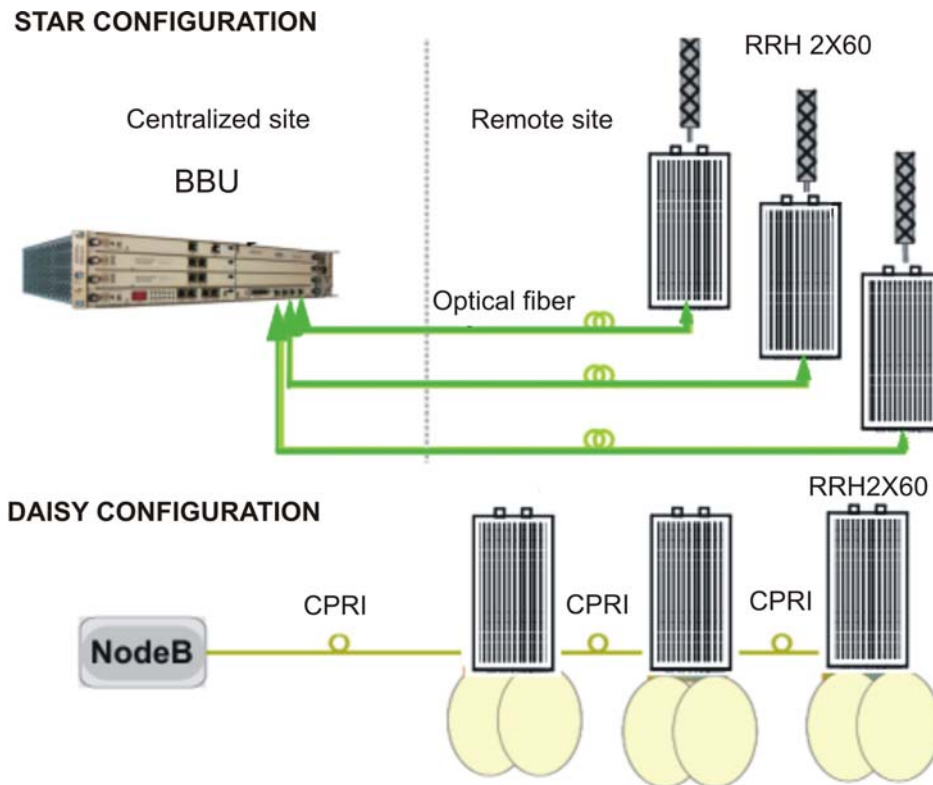 STAR CONFIGURATION
RRH 2X60
Centralized site
Remote site
BBU
Optical fiber
RRH2X60
DAISY CONFIGURATION
CPRI
CPRI
CPRI
NodeB